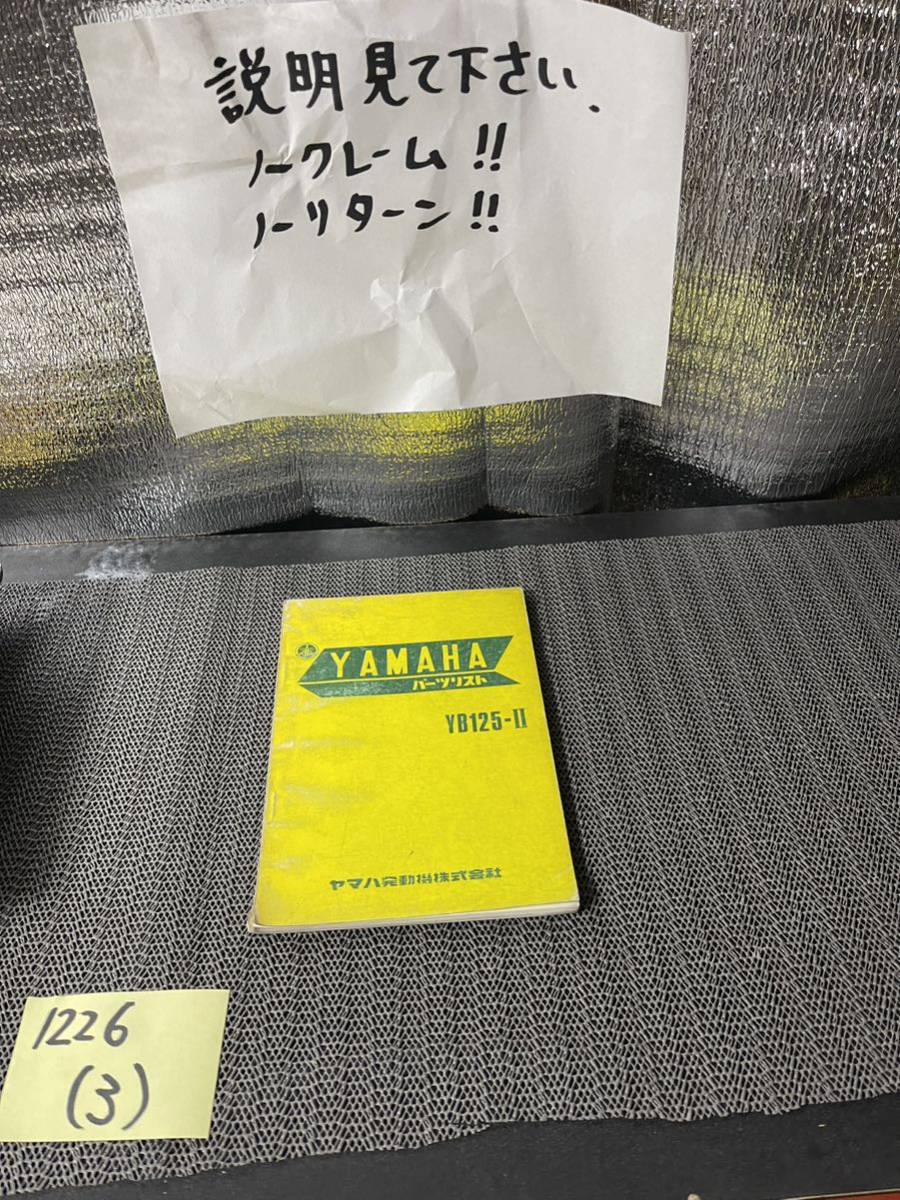 説明見て下さい.
ノークレーム!!
ノーリターン!!
YAMAHA
パーツリスト
YB125-II
ヤマハ発動機株式会社
1226
(3)